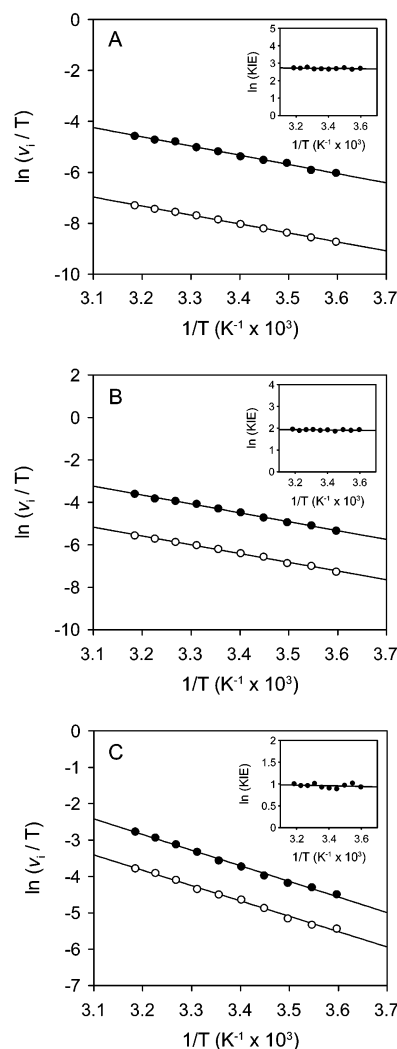 A
0
-2
-4
-6
-8
-10
ln (vi / T)
3.1 3.2 3.3 3.4 3.5 3.6 3.7
1/T (K-1 x 103)
5
4
3
2
1
0
ln (KIE)
3.2 3.4 3.6
1/T (K-1 x 103)
B
2
0
-2
-4
-6
-8
-10
ln (vi / T)
3.1 3.2 3.3 3.4 3.5 3.6 3.7
1/T (K-1 x 103)
4
3
2
1
0
ln (KIE)
3.2 3.4 3.6
1/T (K-1 x 103)
C
0
-1
-2
-3
-4
-5
-6
-7
ln (vi / T)
3.1 3.2 3.3 3.4 3.5 3.6 3.7
1/T (K-1 x 103)
2
1.5
1
0.5
0
ln (KIE)
3.2 3.4 3.6
1/T (K-1 x 103)